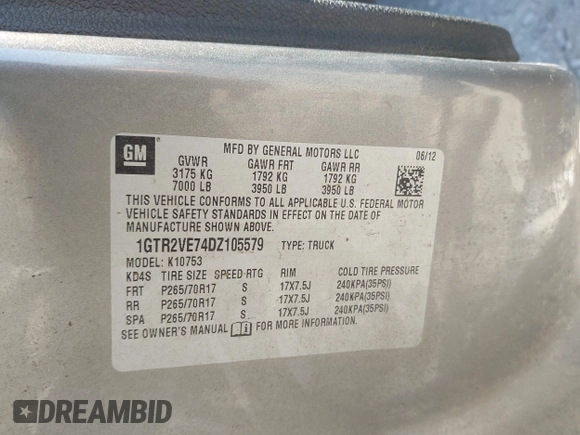 GM
MFD BY GENERAL MOTORS LLC 06/12
GVWR GAWR FRT GAWR RR
3175 KG 1792 KG 1792 KG
7000 LB 3950 LB 3950 LB
THIS VEHICLE CONFORMS TO ALL APPLICABLE U.S. FEDERAL MOTOR
VEHICLE SAFETY STANDARDS IN EFFECT ON THE DATE OF
MANUFACTURE SHOWN ABOVE.
1GTR2VE74DZ105579 TYPE: TRUCK
MODEL: K10753
KD4S TIRE SIZE SPEED RTG RIM COLD TIRE PRESSURE
FRT P265/70R17 S 17X7.5J 240KPA(35PSI)
RR P265/70R17 S 17X7.5J 240KPA(35PSI)
SPA P265/70R17 S 17X7.5J 240KPA(35PSI)
SEE OWNER'S MANUAL FOR MORE INFORMATION.
DREAMBID